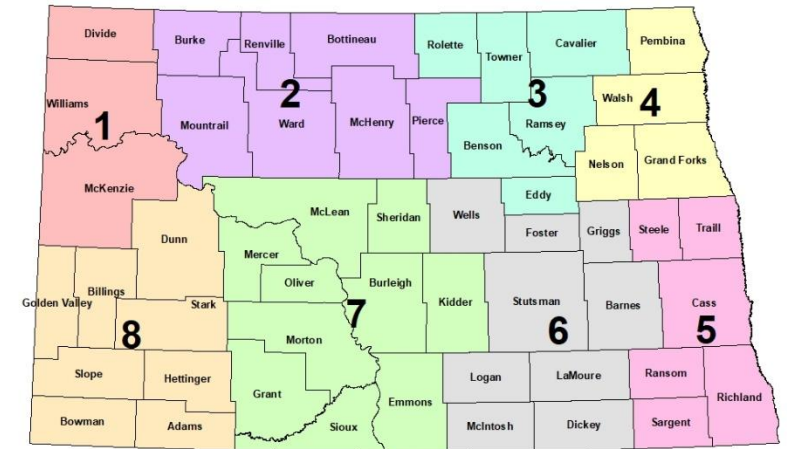 Divide
Burke
Renville
Bottineau
Rolette
Towner
Cavalier
Pembina
Williams
1
2
3
Walsh
4
Mountrail
Ward
McHenry
Pierce
Benson
Ramsey
Nelson
Grand Forks
McKenzie
McLean
Sheridan
Wells
Eddy
Foster
Griggs
Steele
Traill
Dunn
Mercer
Oliver
Burleigh
Kidder
Stutsman
Barnes
Cass
Golden Valley
Billings
Stark
8
7
6
5
Morton
Slope
Hettinger
Grant
Emmons
Logan
LaMoure
Ransom
Richland
Bowman
Adams
Sioux
McIntosh
Dickey
Sargent